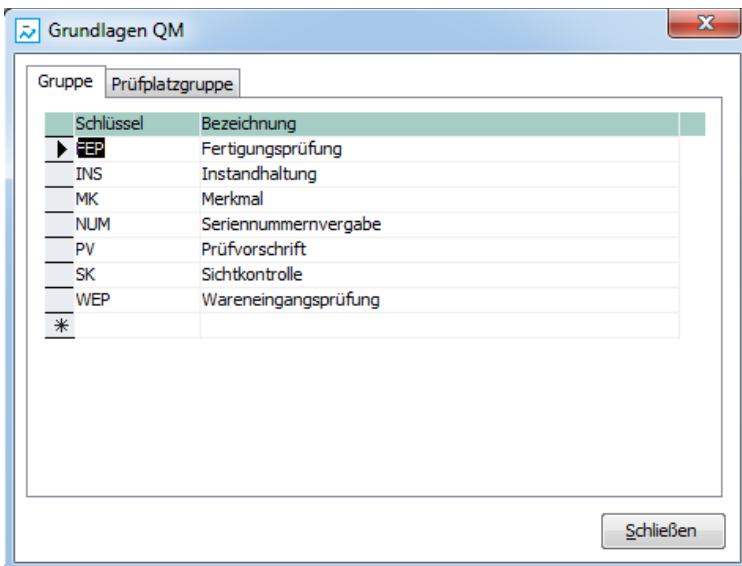 Grundlagen QM
Gruppe Prüfplatzgruppe
Schlüssel Bezeichnung
FEP Fertigungsprüfung
INS Instandhaltung
MK Merkmal
NUM Seriennummernvergabe
PV Prüfvorschrift
SK Sichtkontrolle
WEP Wareneingangsprüfung
Schließen